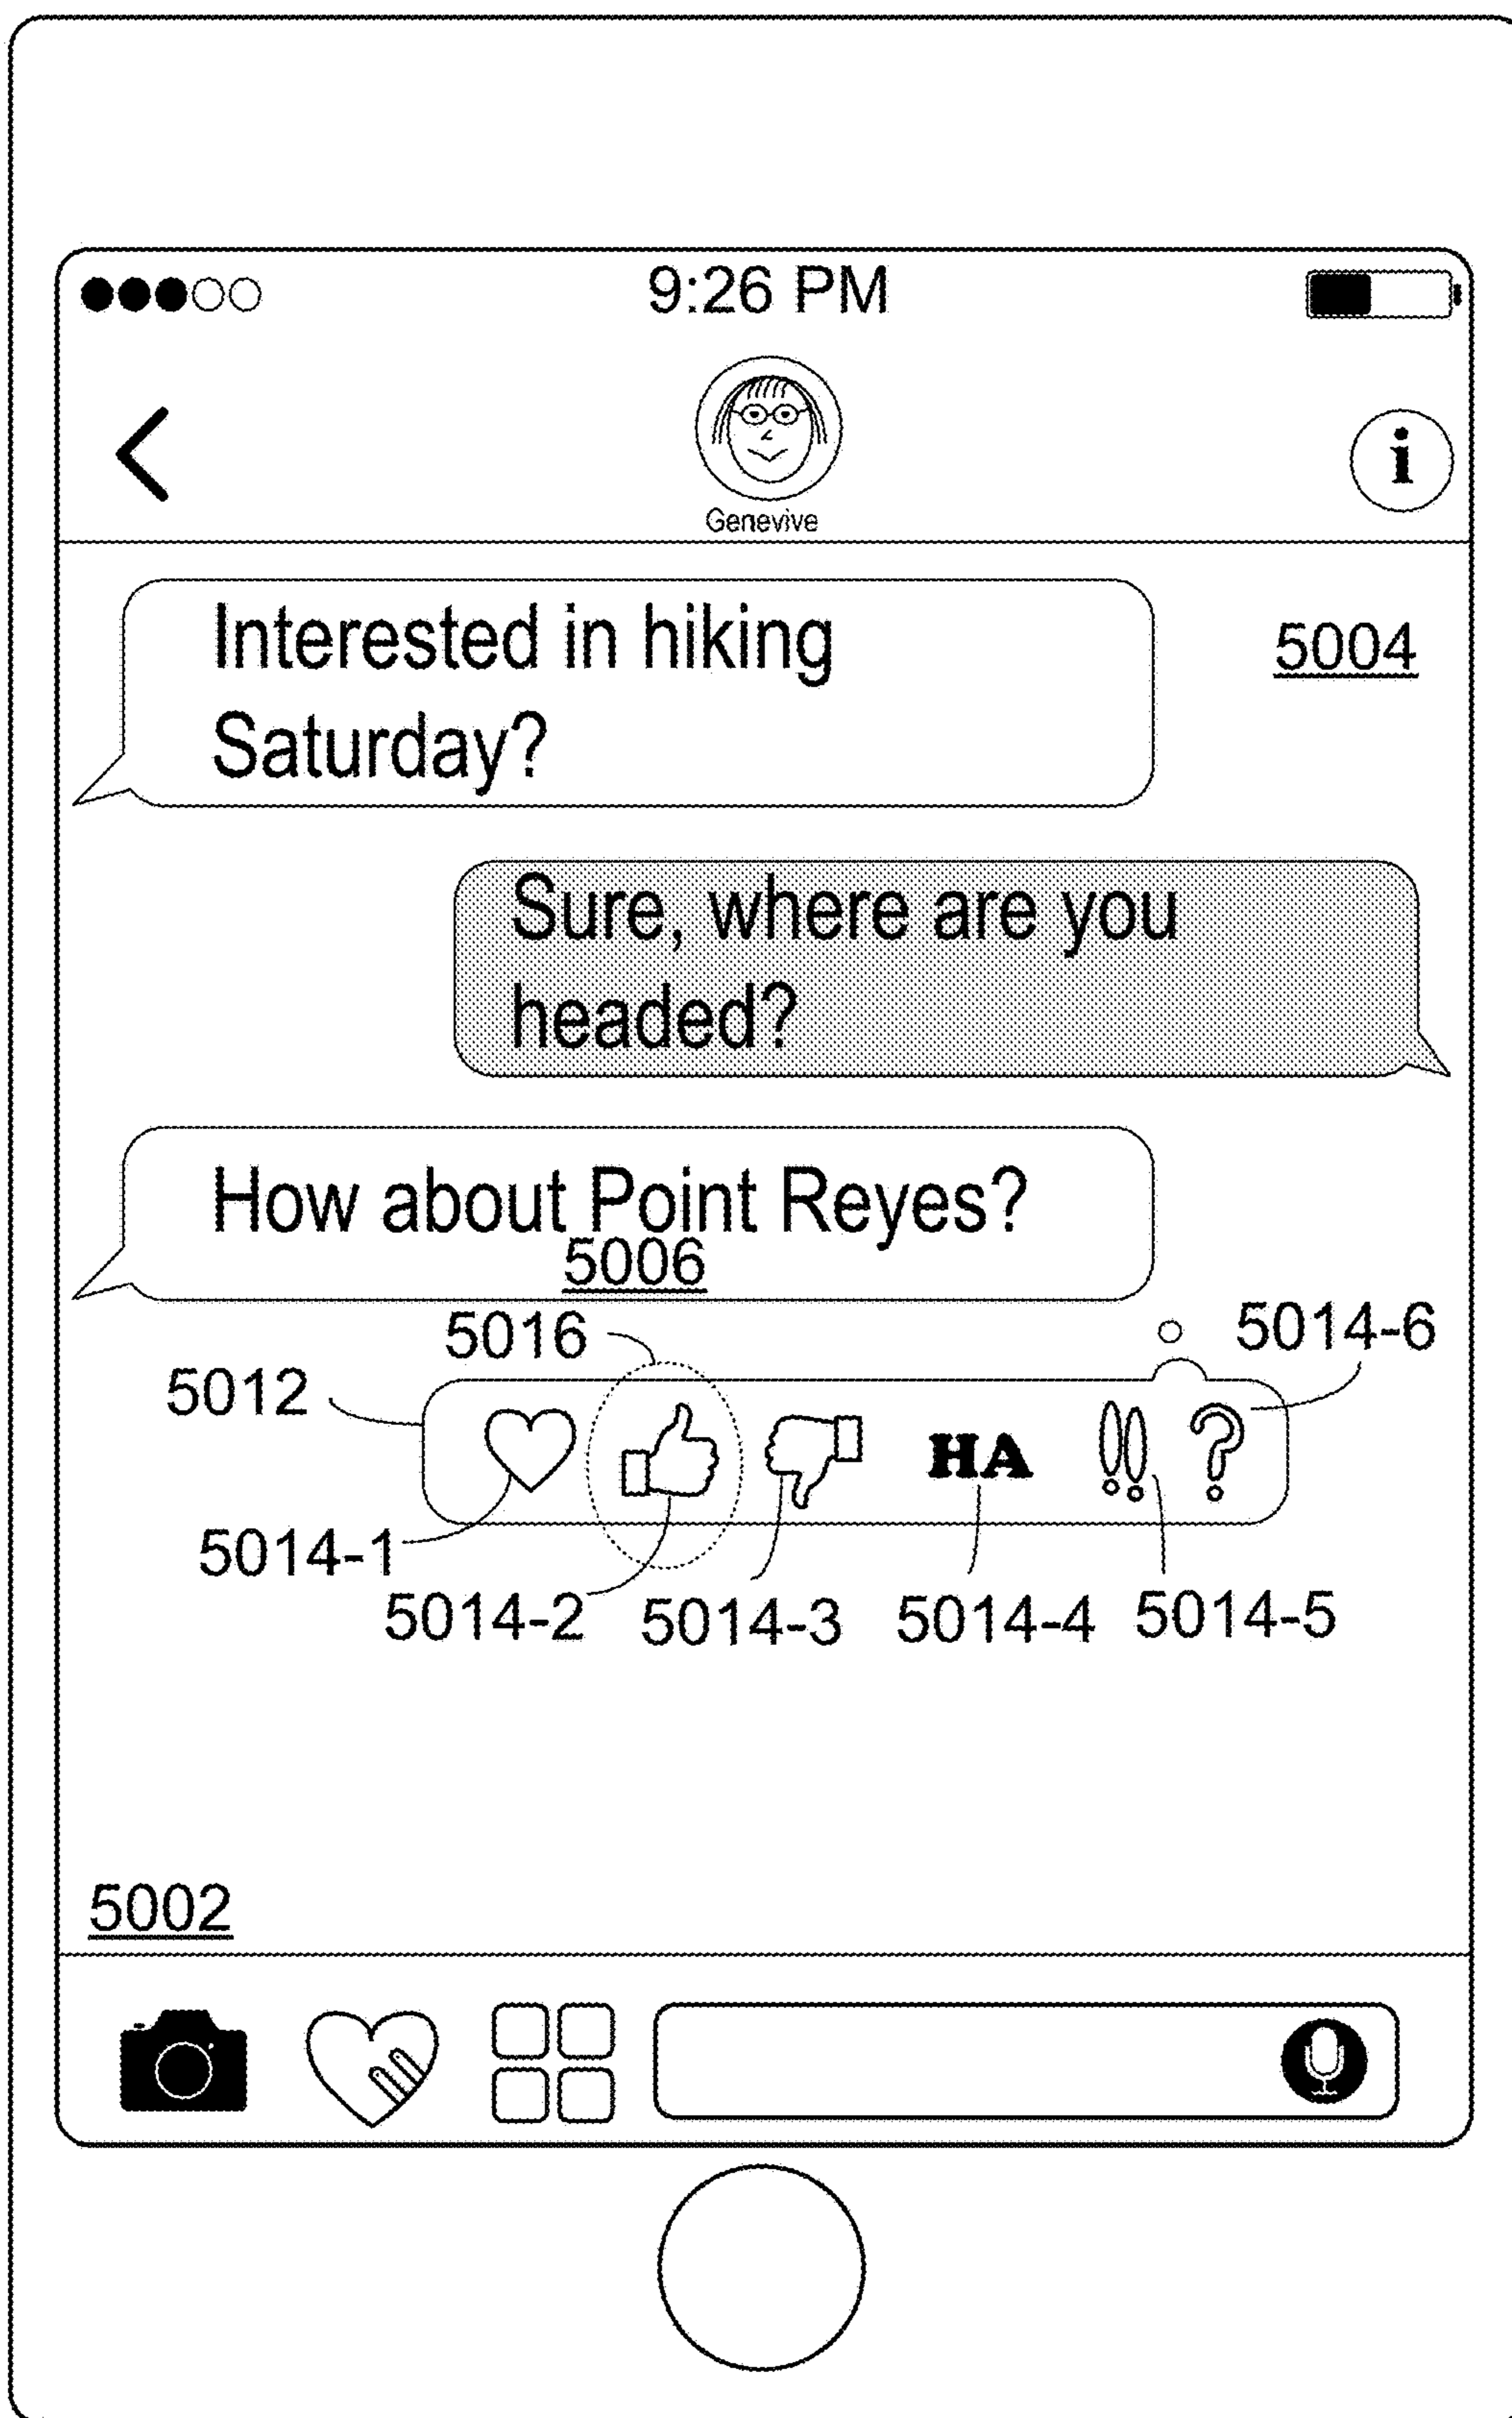 9:26 PM
i
Genevive
Interested in hiking
Saturday?
5004
Sure, where are you
headed?
How about Point Reyes?
5006
5016
5014-6
5012
HA
!!
?
5014-1
5014-2
5014-3
5014-4
5014-5
5002